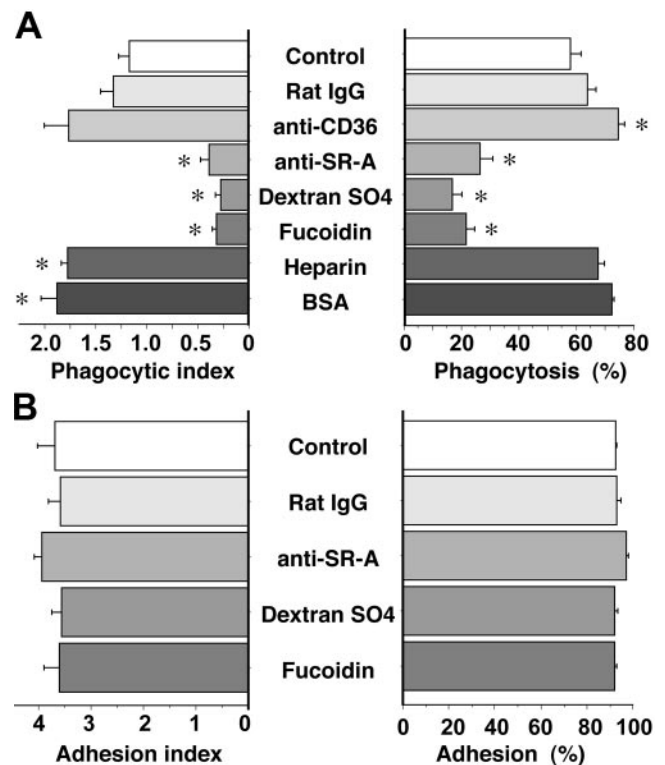 A
Control
Rat IgG
anti-CD36
*
anti-SR-A
*
*
Dextran SO4
*
*
Fucoidin
*
*
Heparin
*
BSA
*
2.0 1.5 1.0 0.5 0
0 20 40 60 80
Phagocytic index
Phagocytosis (%)
B
Control
Rat IgG
anti-SR-A
Dextran SO4
Fucoidin
4 3 2 1 0
0 20 40 60 80 100
Adhesion index
Adhesion (%)